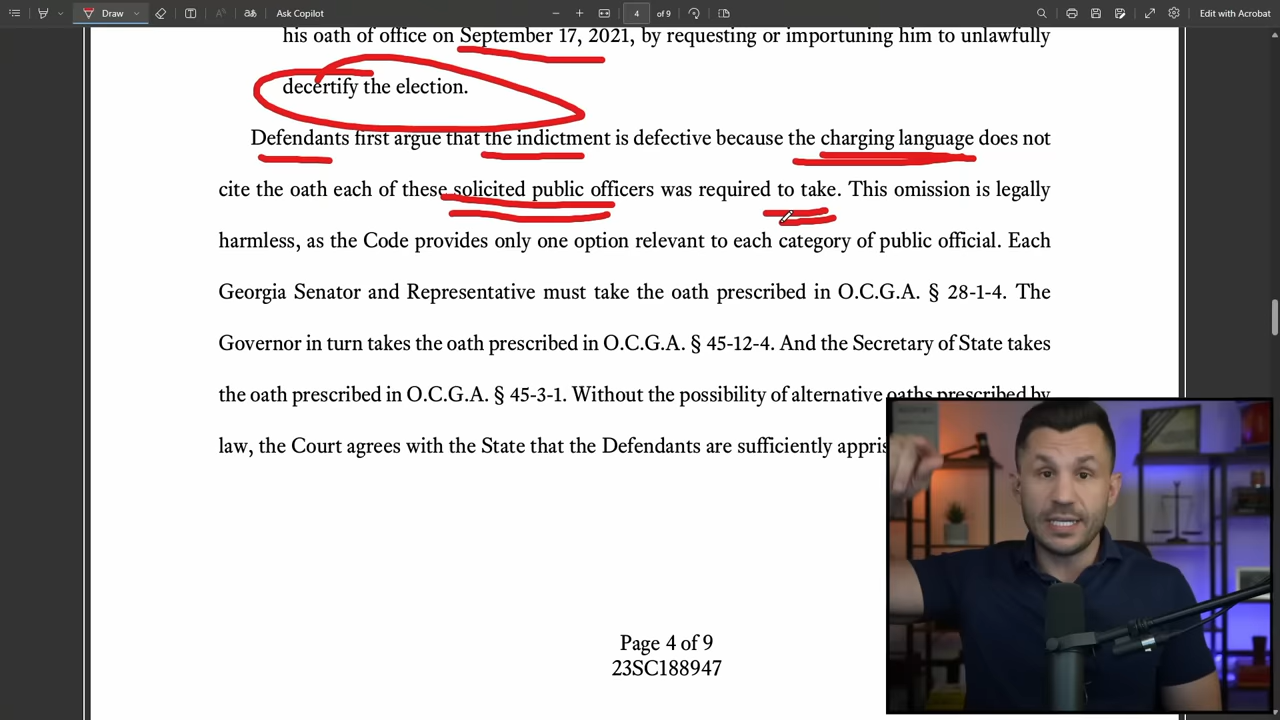 Draw
Ask Copilot
4 of 9
Edit with Acrobat
his oath of office on September 17, 2021, by requesting or importuning him to unlawfully
decertify the election.
Defendants first argue that the indictment is defective because the charging language does not
cite the oath each of these solicited public officers was required to take. This omission is legally
harmless, as the Code provides only one option relevant to each category of public official. Each
Georgia Senator and Representative must take the oath prescribed in O.C.G.A. § 28-1-4. The
Governor in turn takes the oath prescribed in O.C.G.A. § 45-12-4. And the Secretary of State takes
the oath prescribed in O.C.G.A. § 45-3-1. Without the possibility of alternative oaths prescribed by
law, the Court agrees with the State that the Defendants are sufficiently
Page 4 of 9
23SC188947